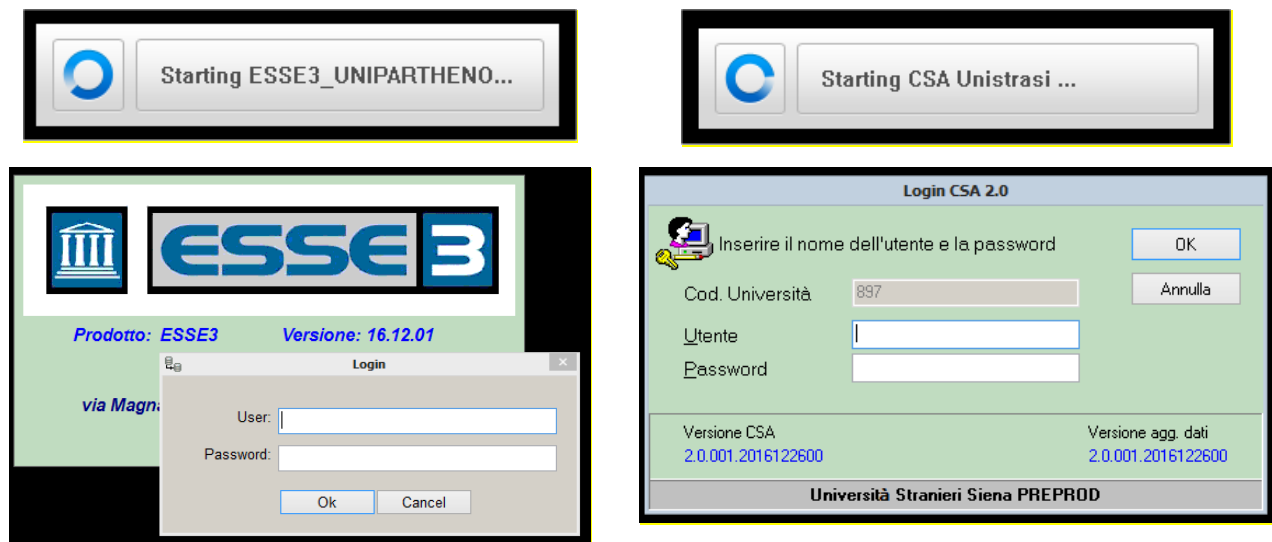 Starting ESSE3_UNIPARTHENO...
Starting CSA Unistrasi ...
ESSE3
Prodotto: ESSE3 Versione: 16.12.01
via Magna
Login
User:
Password:
Ok Cancel
Login CSA 2.0
Inserire il nome dell'utente e la password
OK
Cod. Università 897
Annulla
Utente
Password
Versione CSA Versione agg. dati
2.0.001.2016122600 2.0.001.2016122600
Università Stranieri Siena PREPROD